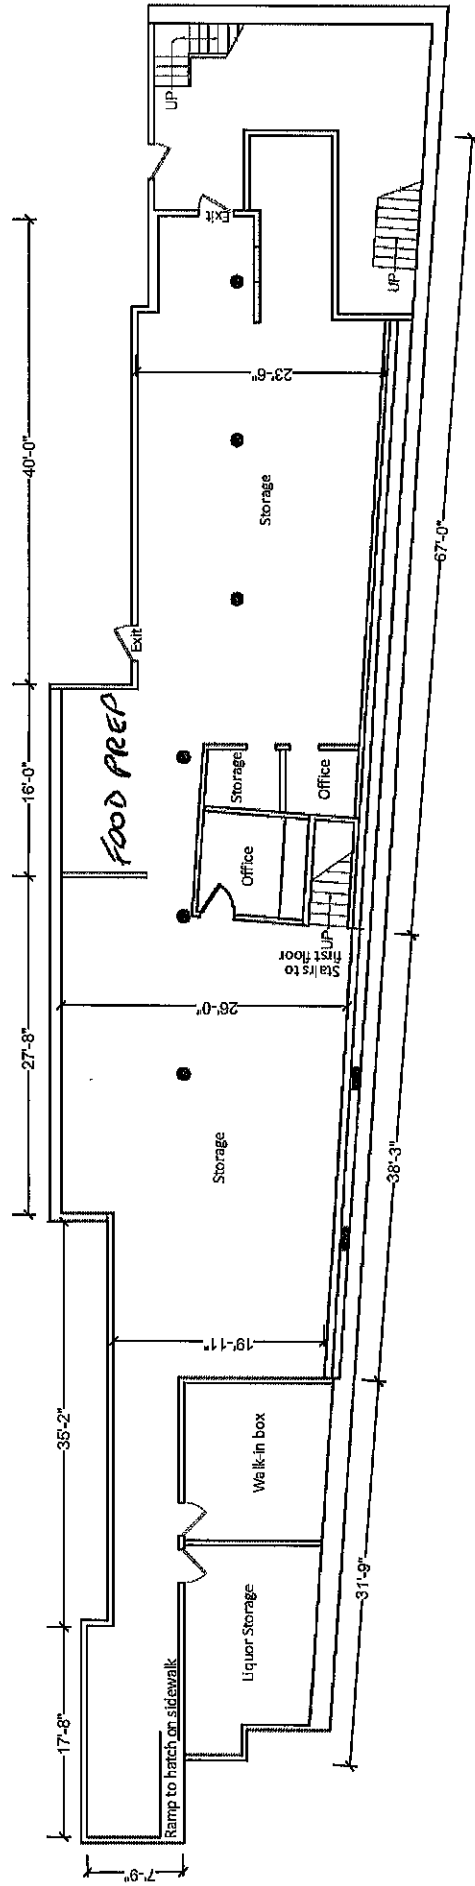 UP
Exit
UP
40'-0"
23'-6"
Storage
67'-0"
Exit
16'-0"
FOOD PREP
Storage
Office
Office
UP
Stairs to
first floor
27'-8"
26'-0"
Storage
38'-3"
19'-11"
35'-2"
Walk-in box
31'-9"
Liquor Storage
17'-8"
Ramp to hatch on sidewalk
7'-9"